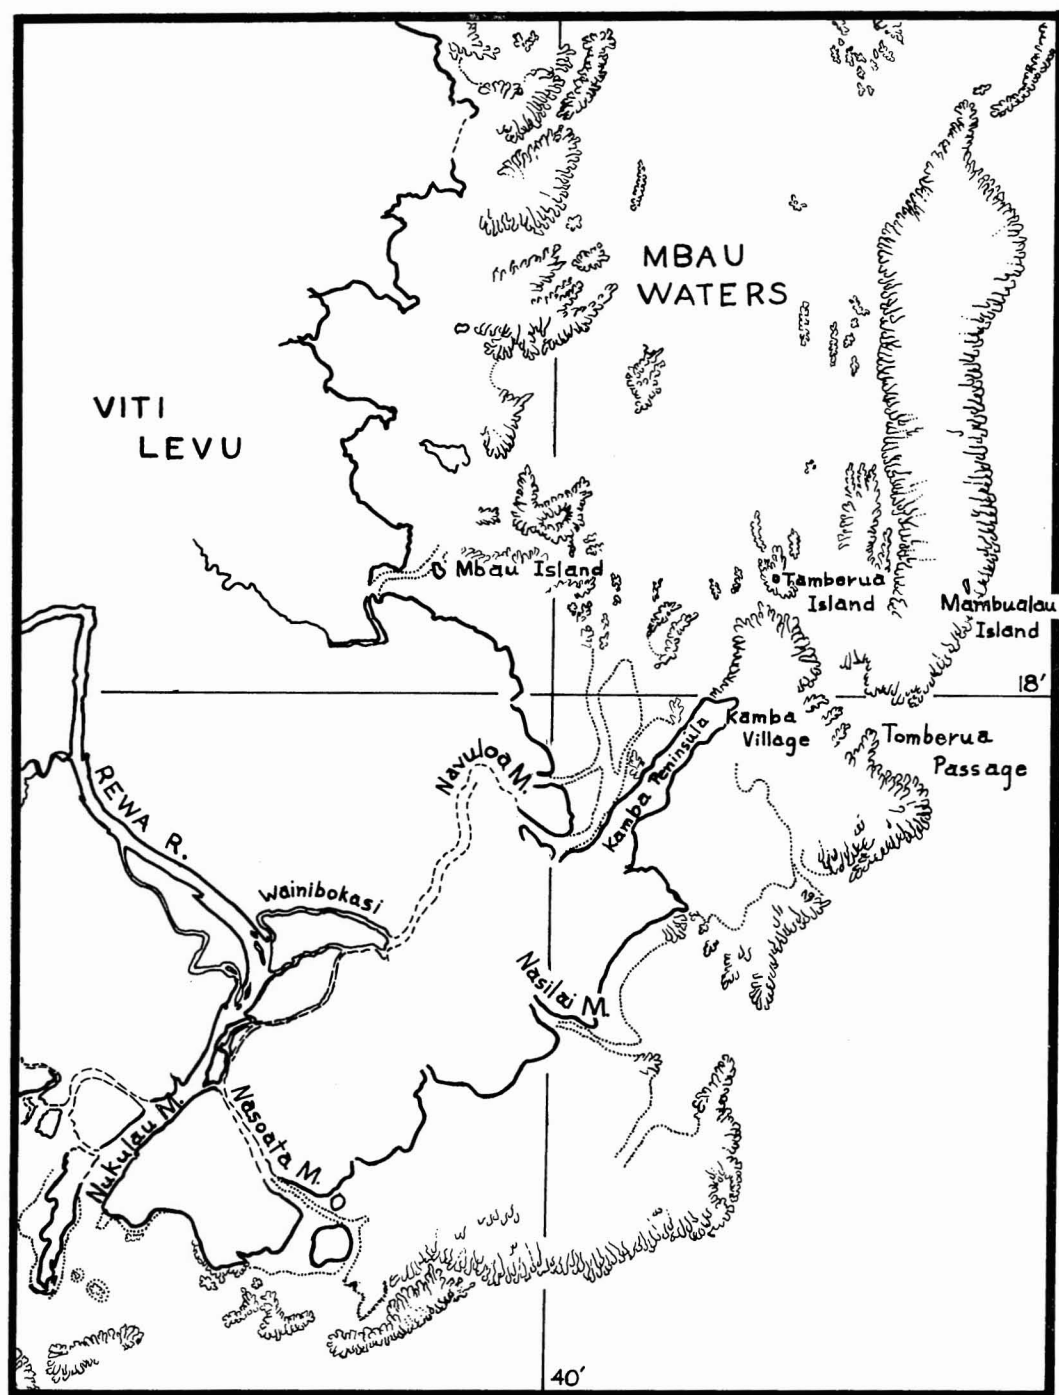 MBAU
WATERS
VITI
LEVU
Mbau Island
Tamberua
Island
Mambualau
Island
18'
Kamba
Village
Tomberua
Passage
Kamba Peninsula
Navuloa M.
REWA R.
Wainibokasi
Nasilai M.
Nukulau M.
Nasoata M.
40'